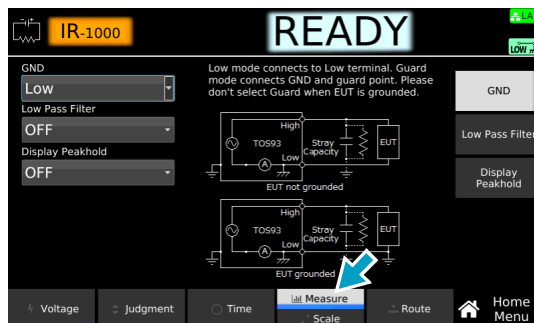 IR-1000
READY
LA
LOW
GND
Low
Low Pass Filter
OFF
Display Peakhold
OFF
Low mode connects to Low terminal. Guard
mode connects GND and guard point. Please
don't select Guard when EUT is grounded.
High
TOS93
Stray
Capacity
EUT
A
Low
EUT not grounded
High
TOS93
Stray
Capacity
EUT
A
Low
EUT grounded
GND
Low Pass Filter
Display
Peakhold
Voltage
Judgment
Time
Measure
Scale
Route
Home
Menu